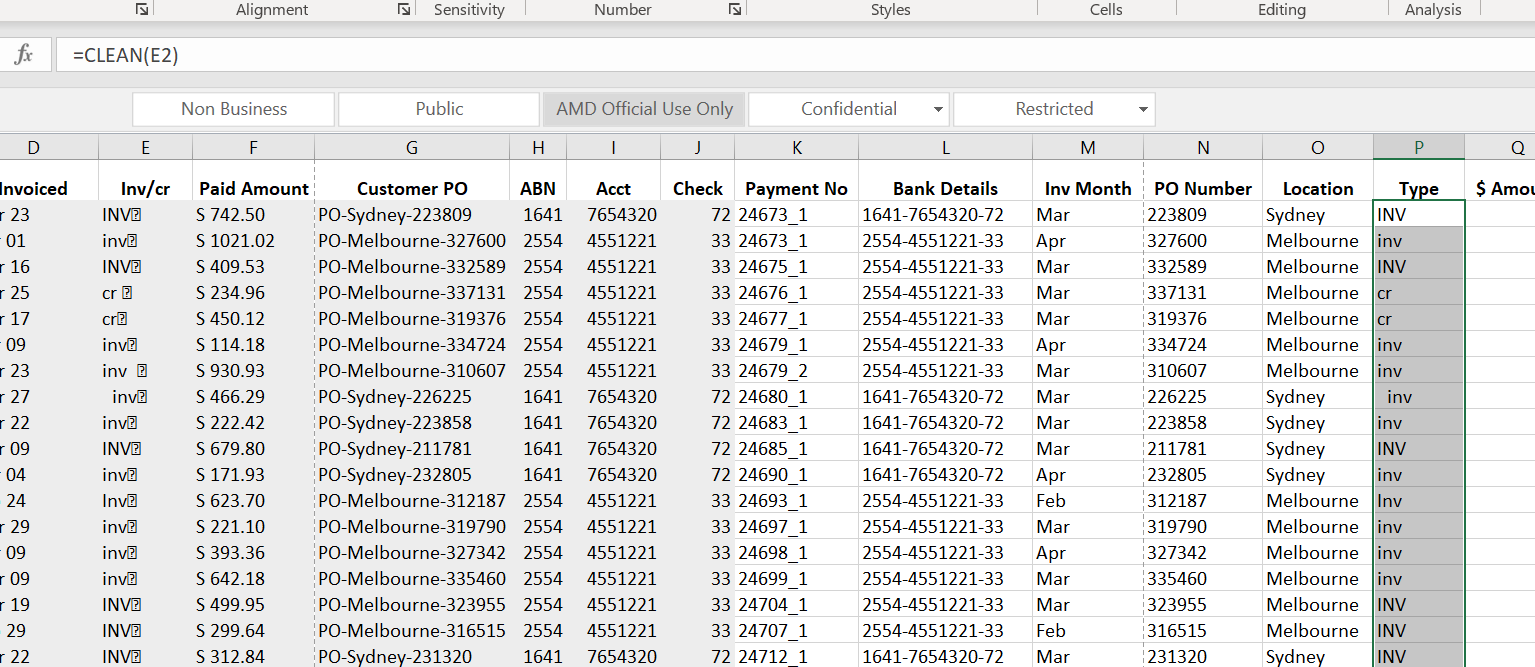 Alignment Sensitivity Number Styles Cells Editing Analysis
fx =CLEAN(E2)
Non Business Public AMD Official Use Only Confidential Restricted
D E F G H I J K L M N O P Q
Invoiced Inv/cr Paid Amount Customer PO ABN Acct Check Payment No Bank Details Inv Month PO Number Location Type $ Amou
r 23 INV S 742.50 PO-Sydney-223809 1641 7654320 72 24673_1 1641-7654320-72 Mar 223809 Sydney INV
01 inv S 1021.02 PO-Melbourne-327600 2554 4551221 33 24673_1 2554-4551221-33 Apr 327600 Melbourne inv
r 16 INV S 409.53 PO-Melbourne-332589 2554 4551221 33 24675_1 2554-4551221-33 Mar 332589 Melbourne INV
r 25 cr S 234.96 PO-Melbourne-337131 2554 4551221 33 24676_1 2554-4551221-33 Mar 337131 Melbourne cr
r 17 cr S 450.12 PO-Melbourne-319376 2554 4551221 33 24677_1 2554-4551221-33 Mar 319376 Melbourne cr
09 inv S 114.18 PO-Melbourne-334724 2554 4551221 33 24679_1 2554-4551221-33 Apr 334724 Melbourne inv
r 23 inv S 930.93 PO-Melbourne-310607 2554 4551221 33 24679_2 2554-4551221-33 Mar 310607 Melbourne inv
r 27 inv S 466.29 PO-Sydney-226225 1641 7654320 72 24680_1 1641-7654320-72 Mar 226225 Sydney inv
r 22 inv S 222.42 PO-Sydney-223858 1641 7654320 72 24683_1 1641-7654320-72 Mar 223858 Sydney inv
r 09 INV S 679.80 PO-Sydney-211781 1641 7654320 72 24685_1 1641-7654320-72 Mar 211781 Sydney INV
04 inv S 171.93 PO-Sydney-232805 1641 7654320 72 24690_1 1641-7654320-72 Apr 232805 Sydney inv
24 Inv S 623.70 PO-Melbourne-312187 2554 4551221 33 24693_1 2554-4551221-33 Feb 312187 Melbourne Inv
r 29 inv S 221.10 PO-Melbourne-319790 2554 4551221 33 24697_1 2554-4551221-33 Mar 319790 Melbourne inv
09 inv S 393.36 PO-Melbourne-327342 2554 4551221 33 24698_1 2554-4551221-33 Apr 327342 Melbourne inv
r 09 inv S 642.18 PO-Melbourne-335460 2554 4551221 33 24699_1 2554-4551221-33 Mar 335460 Melbourne inv
r 19 INV S 499.95 PO-Melbourne-323955 2554 4551221 33 24704_1 2554-4551221-33 Mar 323955 Melbourne INV
29 INV S 299.64 PO-Melbourne-316515 2554 4551221 33 24707_1 2554-4551221-33 Feb 316515 Melbourne INV
r 22 INV S 312.84 PO-Sydney-231320 1641 7654320 72 24712_1 1641-7654320-72 Mar 231320 Sydney INV